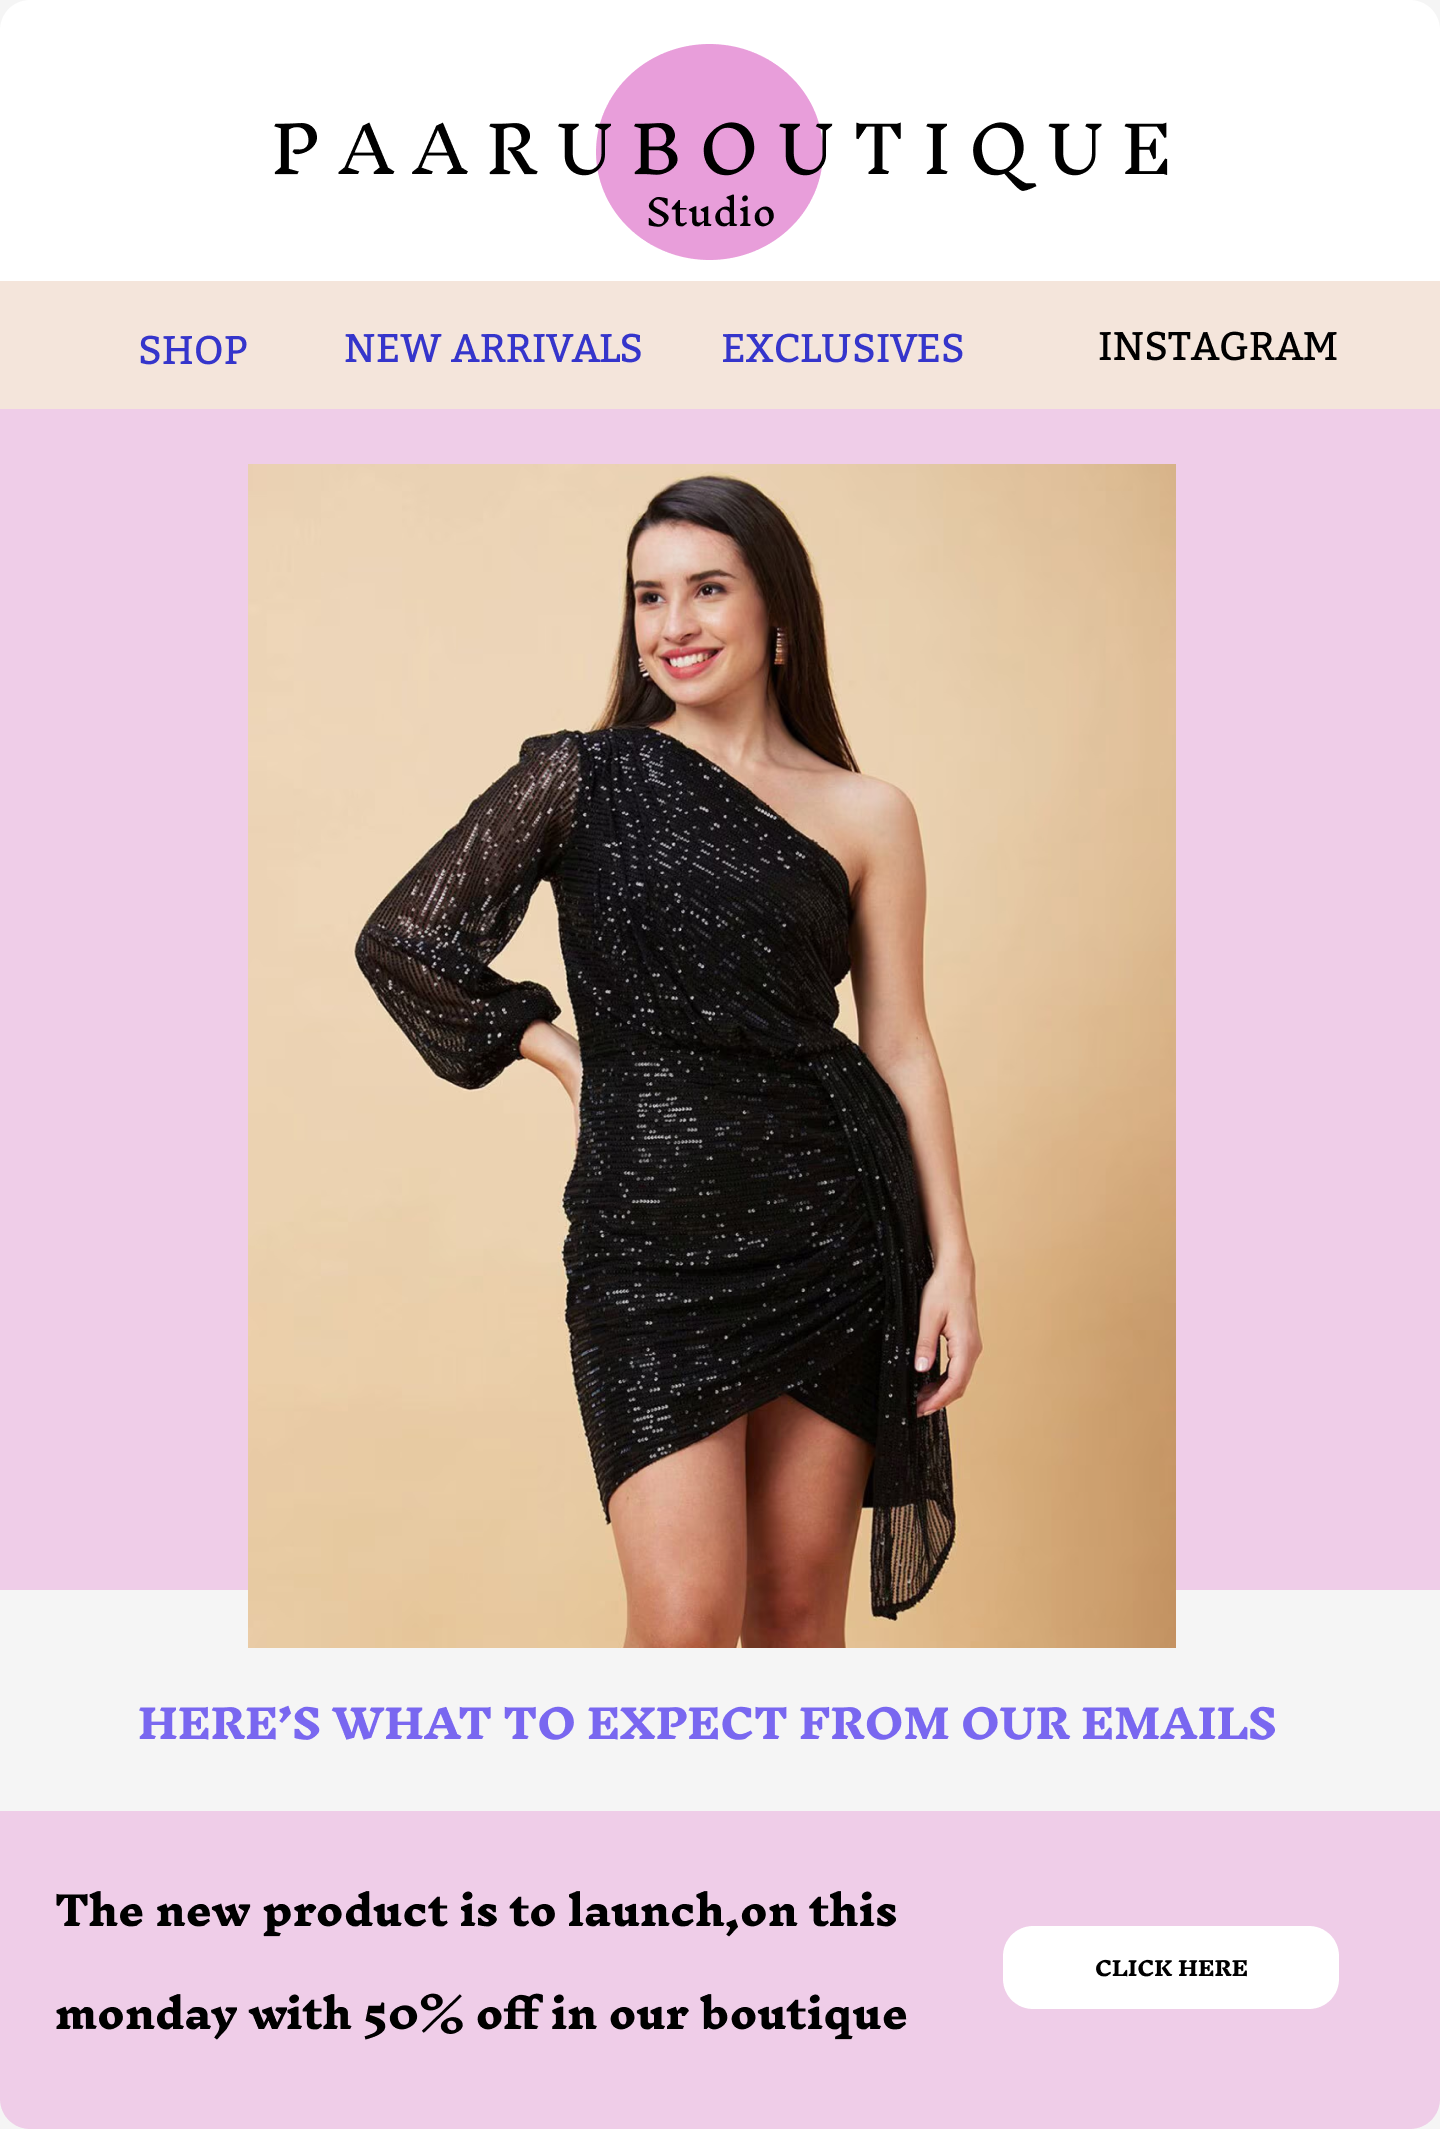 PAARUBOUTIQUE
Studio
SHOP NEW ARRIVALS EXCLUSIVES INSTAGRAM
HERE’S WHAT TO EXPECT FROM OUR EMAILS
The new product is to launch,on this
monday with 50% off in our boutique
CLICK HERE